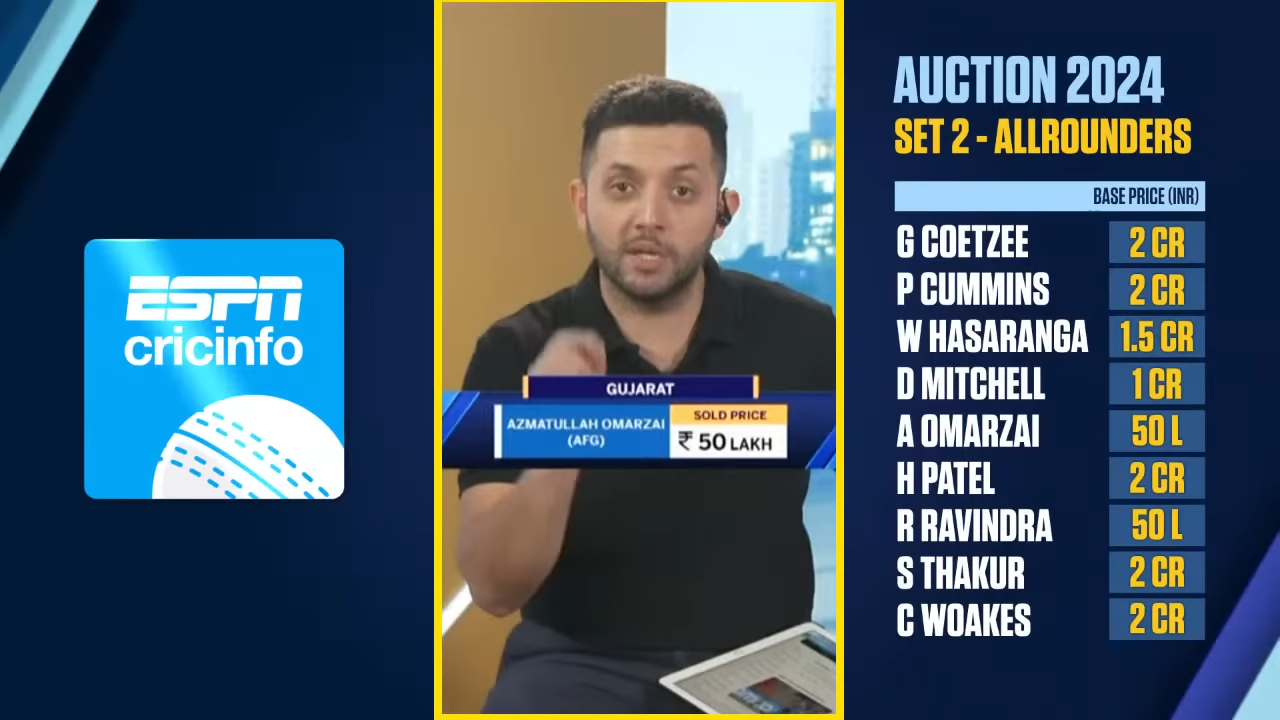 ESPN
cricinfo
GUJARAT
AZMATULLAH OMARZAI
(AFG)
SOLD PRICE
₹ 50 LAKH
AUCTION 2024
SET 2 - ALLROUNDERS
BASE PRICE (INR)
G COETZEE 2 CR
P CUMMINS 2 CR
W HASARANGA 1.5 CR
D MITCHELL 1 CR
A OMARZAI 50 L
H PATEL 2 CR
R RAVINDRA 50 L
S THAKUR 2 CR
C WOAKES 2 CR